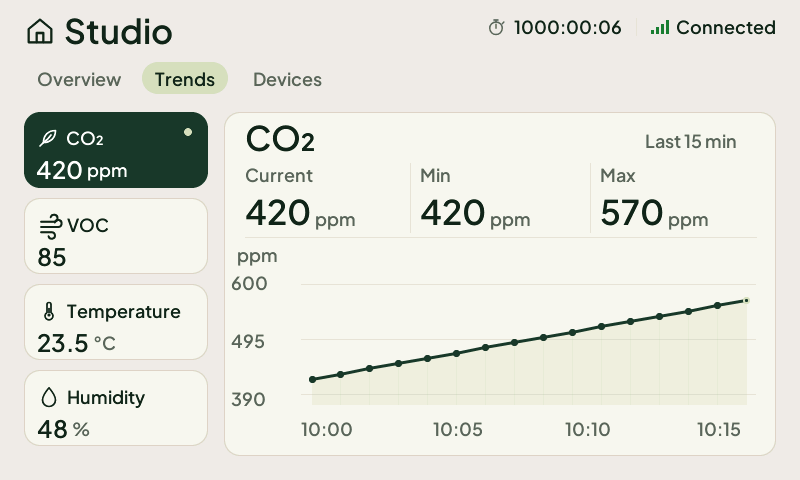 Studio
1000:00:06 Connected
Overview Trends Devices
CO₂
420 ppm
VOC
85
Temperature
23.5 °C
Humidity
48 %
CO₂ Last 15 min
Current Min Max
420 ppm 420 ppm 570 ppm
ppm
600
495
390
10:00 10:05 10:10 10:15